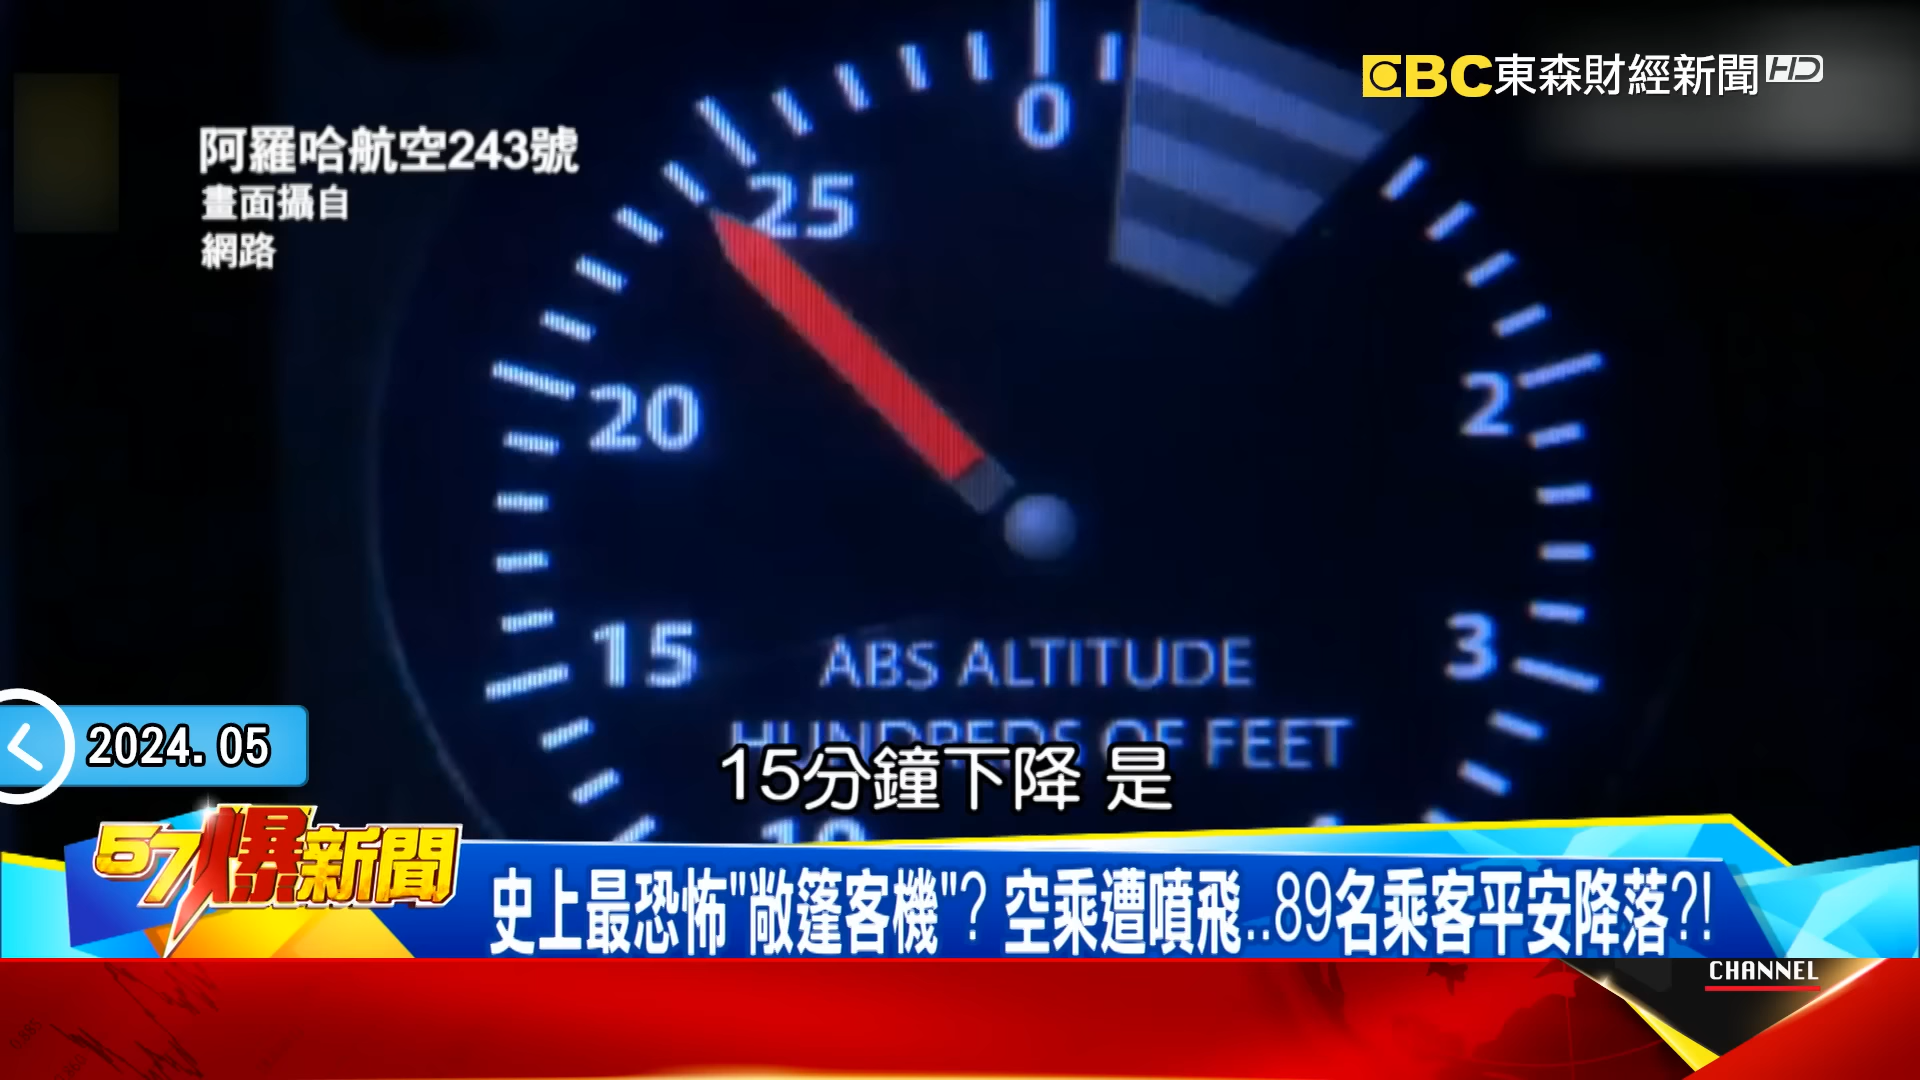 EBC東森財經新聞HD
阿羅哈航空243號
畫面攝自
網路
0
25
20
2
15
3
ABS ALTITUDE
HUNDREDS OF FEET
15分鐘下降 是
2024.05
10
57爆新聞
史上最恐怖"敞篷客機"? 空乘遭噴飛..89名乘客平安降落?!
CHANNEL